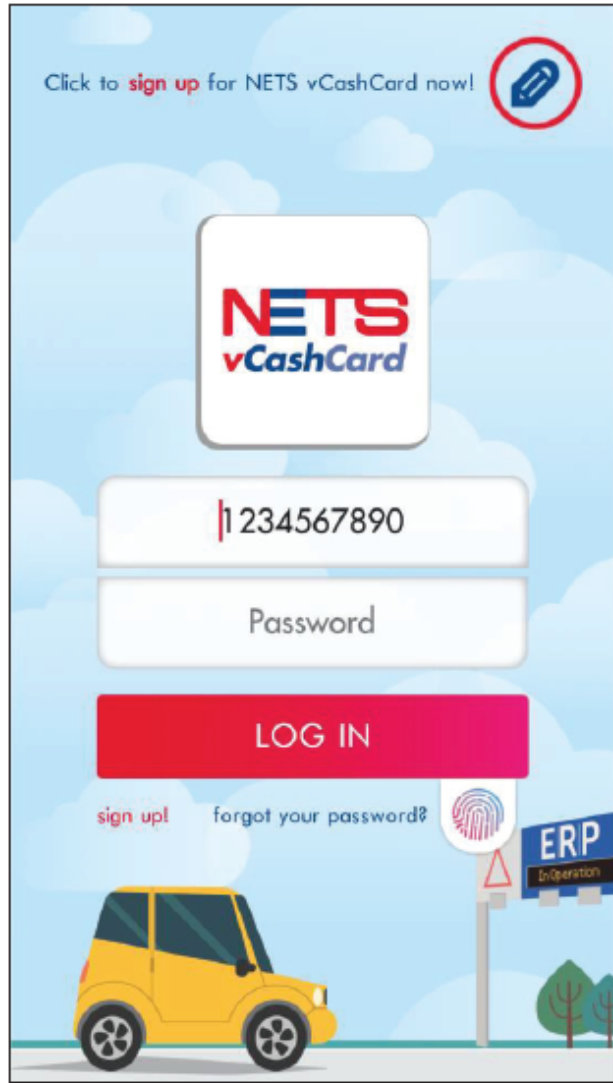 Click to sign up for NETS vCashCard now!
NETS
vCashCard
1234567890
Password
LOG IN
sign up! forgot your password?
ERP
In Operation